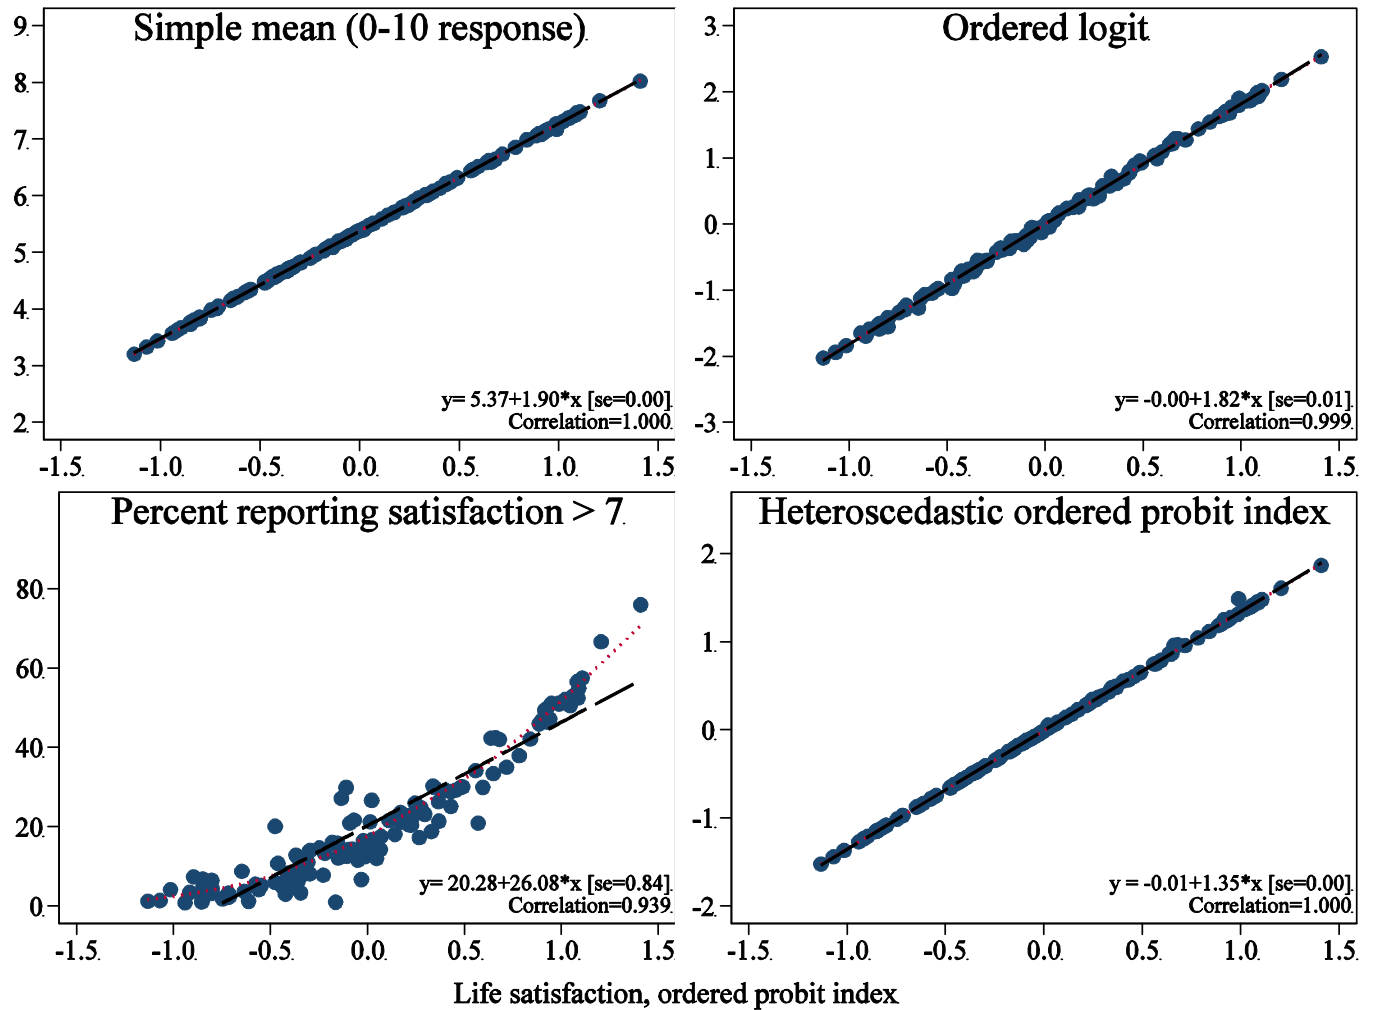 Simple mean (0-10 response)
9
8
7
6
5
4
3
2
y= 5.37+1.90*x [se=0.00]
Correlation=1.000
-1.5 -1.0 -0.5 0.0 0.5 1.0 1.5
Ordered logit
3
2
1
0
-1
-2
-3
y= -0.00+1.82*x [se=0.01]
Correlation=0.999
-1.5 -1.0 -0.5 0.0 0.5 1.0 1.5
Percent reporting satisfaction > 7
80
60
40
20
0
y= 20.28+26.08*x [se=0.84]
Correlation=0.939
-1.5 -1.0 -0.5 0.0 0.5 1.0 1.5
Heteroscedastic ordered probit index
2
1
0
-1
-2
y = -0.01+1.35*x [se=0.00]
Correlation=1.000
-1.5 -1.0 -0.5 0.0 0.5 1.0 1.5
Life satisfaction, ordered probit index